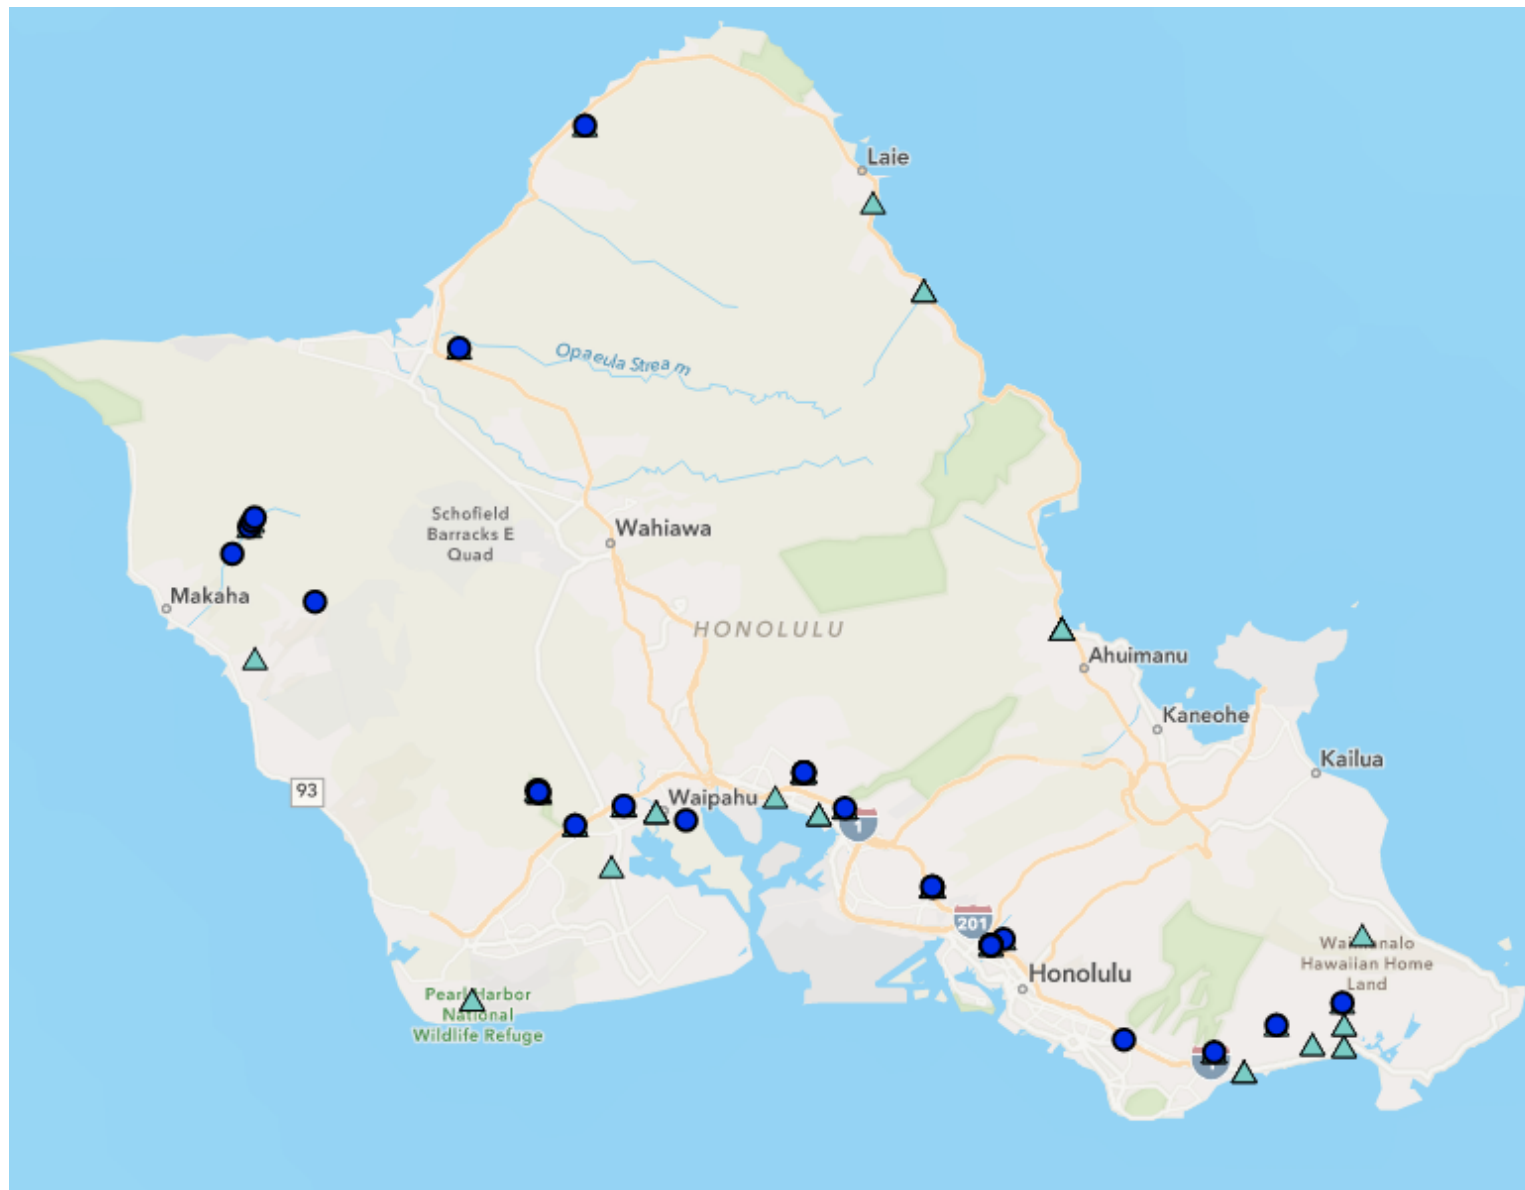 Laie
Opaeula Stream
Schofield
Barracks E
Quad
Wahiawa
Makaha
HONOLULU
Ahuimanu
Kaneohe
Kailua
93
Waipahu
1
201
Honolulu
Hawaiian Home
Land
Pearl Harbor
National
Wildlife Refuge